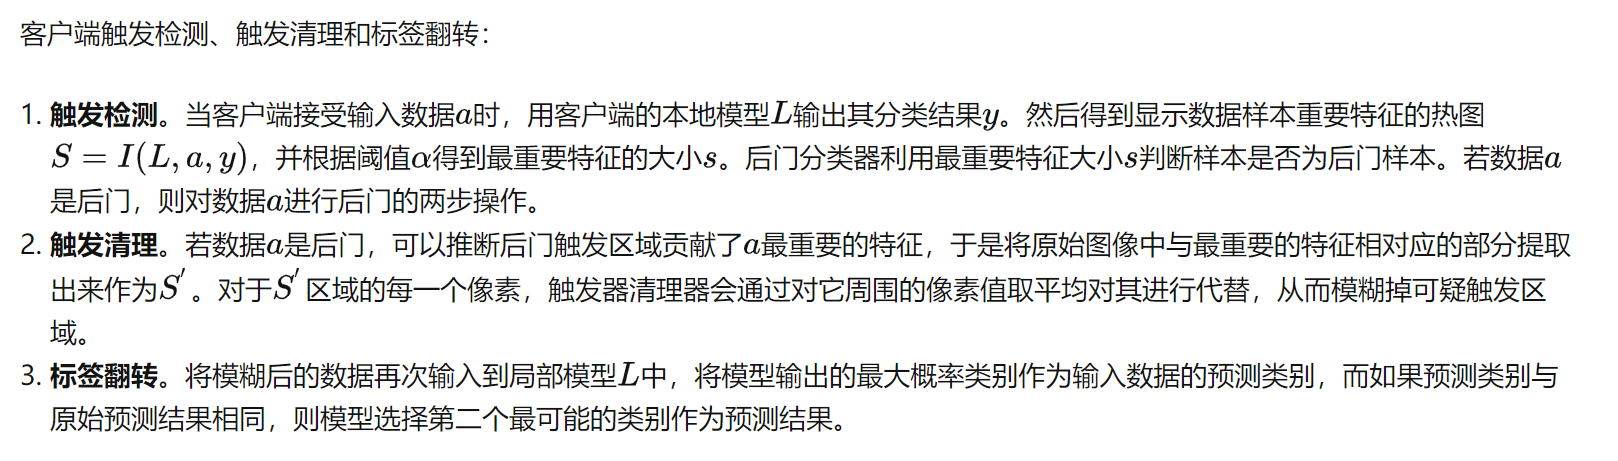 客户端触发检测、触发清理和标签翻转：
1. 触发检测。当客户端接受输入数据a时，用客户端的本地模型L输出其分类结果y。然后得到显示数据样本重要特征的热图
S = I(L, a, y)，并根据阈值α得到最重要特征的大小s。后门分类器利用最重要特征大小s判断样本是否为后门样本。若数据a
是后门，则对数据a进行后门的两步操作。
2. 触发清理。若数据a是后门，可以推断后门触发区域贡献了a最重要的特征，于是将原始图像中与最重要的特征相对应的部分提取
出来作为S′。对于S′区域的每一个像素，触发器清理器会通过对它周围的像素值取平均对其进行代替，从而模糊掉可疑触发区
域。
3. 标签翻转。将模糊后的数据再次输入到局部模型L中，将模型输出的最大概率类别作为输入数据的预测类别，而如果预测类别与
原始预测结果相同，则模型选择第二个最可能的类别作为预测结果。